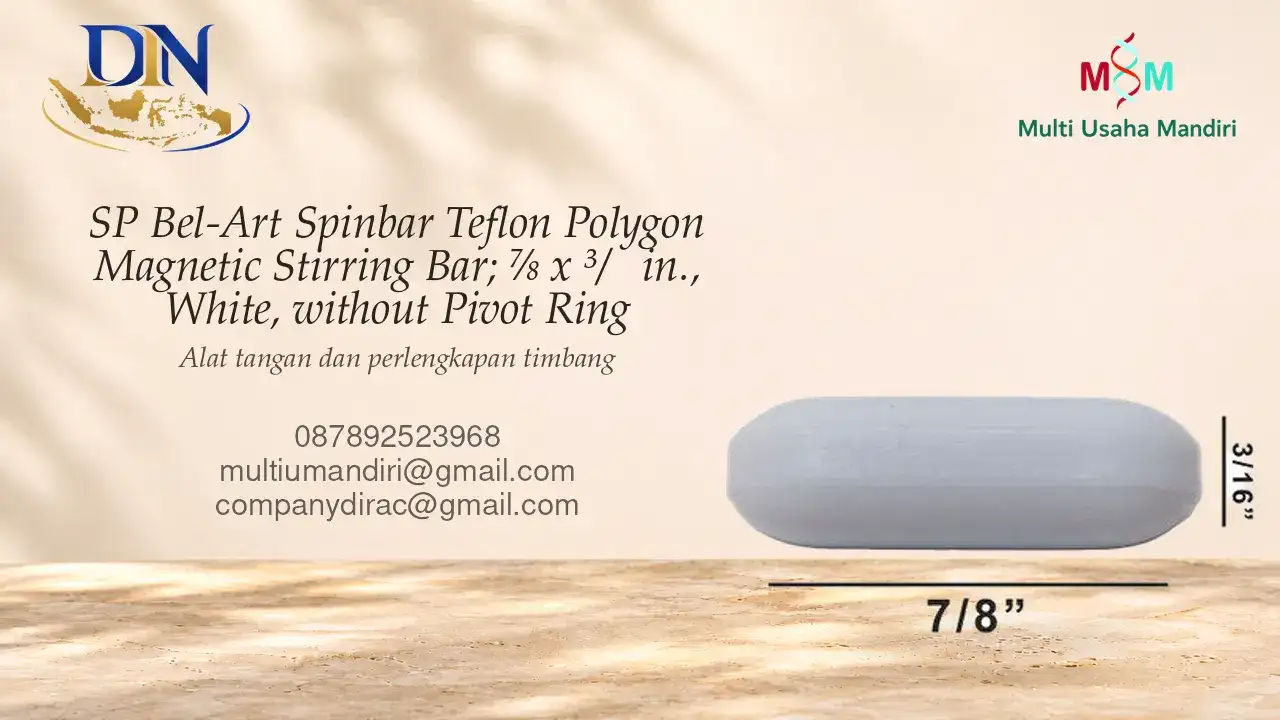 DIN
M M
Multi Usaha Mandiri
SP Bel-Art Spinbar Teflon Polygon
Magnetic Stirring Bar; ⅞ x ³/ in.,
White, without Pivot Ring
Alat tangan dan perlengkapan timbang
087892523968
multiumandiri@gmail.com
companydirac@gmail.com
3/16”
7/8”